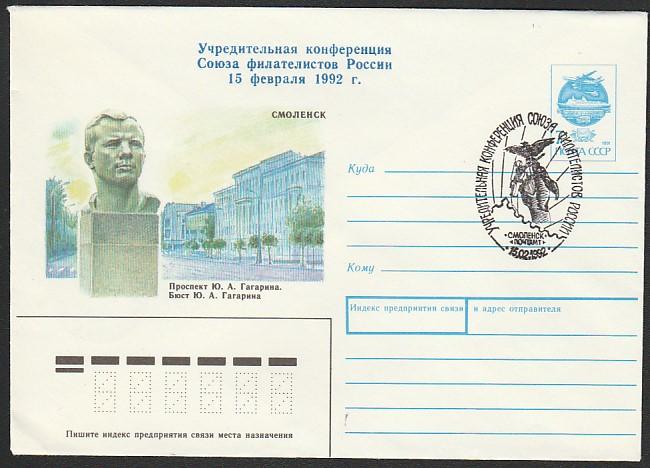 Учредительная конференция
Союза филателистов России
15 февраля 1992 г.
СМОЛЕНСК
Проспект Ю. А. Гагарина.
Бюст Ю. А. Гагарина
ПОЧТА СССР
1991
УЧРЕДИТЕЛЬНАЯ КОНФЕРЕНЦИЯ СОЮЗА ФИЛАТЕЛИСТОВ РОССИИ
•СМОЛЕНСК•
«ПОЧТАМТ»
15.02.1992
Куда
Кому
Индекс предприятия связи и адрес отправителя
Пишите индекс предприятия связи места назначения